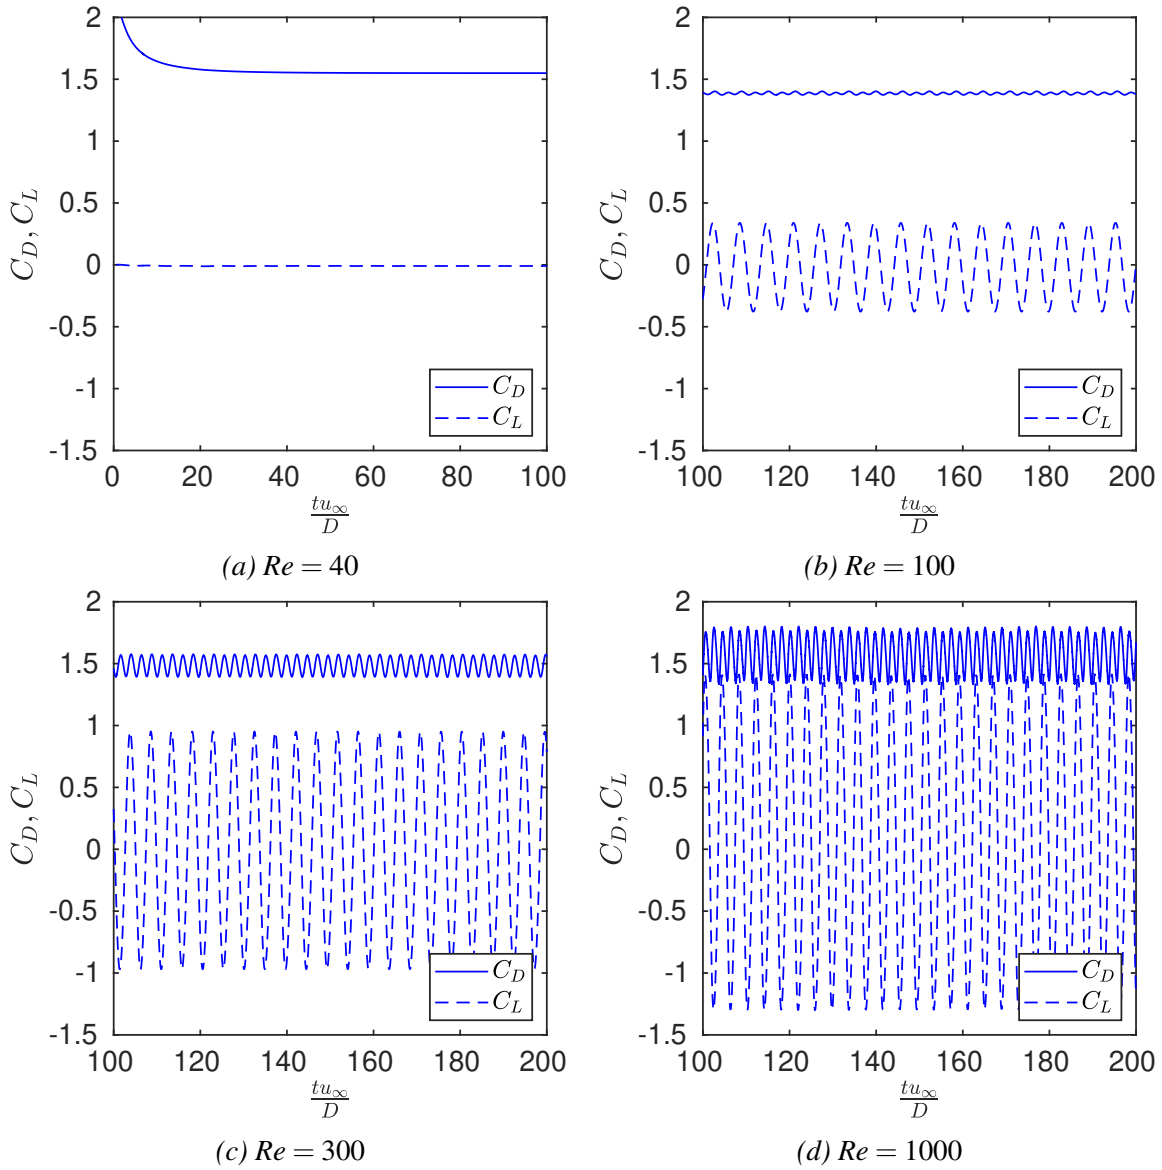 2
1.5
1
0.5
0
-0.5
-1
-1.5
C_D, C_L
C_D
C_L
0 20 40 60 80 100
tu_∞/D
(a) Re = 40
2
1.5
1
0.5
0
-0.5
-1
-1.5
C_D, C_L
C_D
C_L
100 120 140 160 180 200
tu_∞/D
(b) Re = 100
2
1.5
1
0.5
0
-0.5
-1
-1.5
C_D, C_L
C_D
C_L
100 120 140 160 180 200
tu_∞/D
(c) Re = 300
2
1.5
1
0.5
0
-0.5
-1
-1.5
C_D, C_L
C_D
C_L
100 120 140 160 180 200
tu_∞/D
(d) Re = 1000